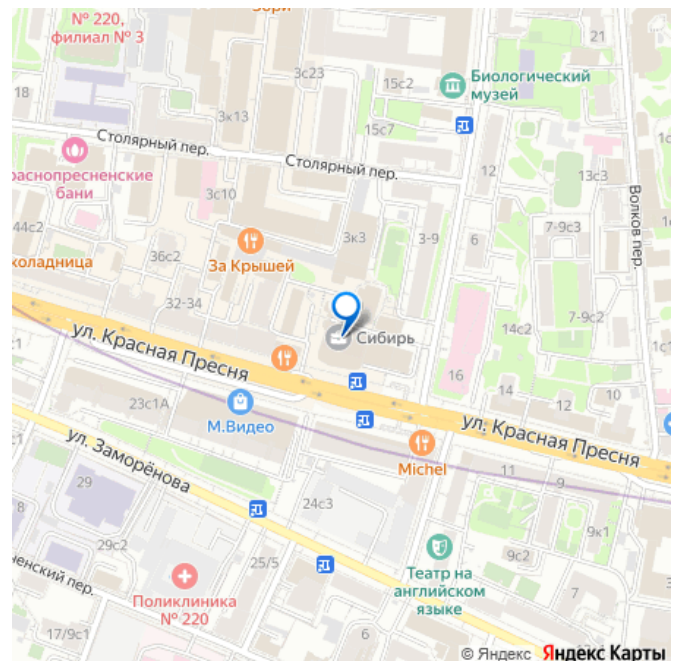 Зори
№ 220,
филиал № 3
3с23
21
15с2
Биологический
музей
18
3к13
15с7
Столярный пер.
Столярный пер.
раснопресненские
бани
12
13с3
1с
3с10
Волков пер.
44с2
36с2
За Крышей
3к3
3-9
6
7-9с3
коладница
32-34
14с2
7-9с2
Сибирь
1с1
ул. Красная Пресня
16
14
12
10
23с1А
М.Видео
ул. Красная Пресня
ул. Заморёнова
Michel
11
9
29
24с3
8
9к1
29с2
25/5
9с2
ненский пер.
Театр на
английском
языке
7
Поликлиника
№ 220
17/9с1
6
© Яндекс Яндекс Карты